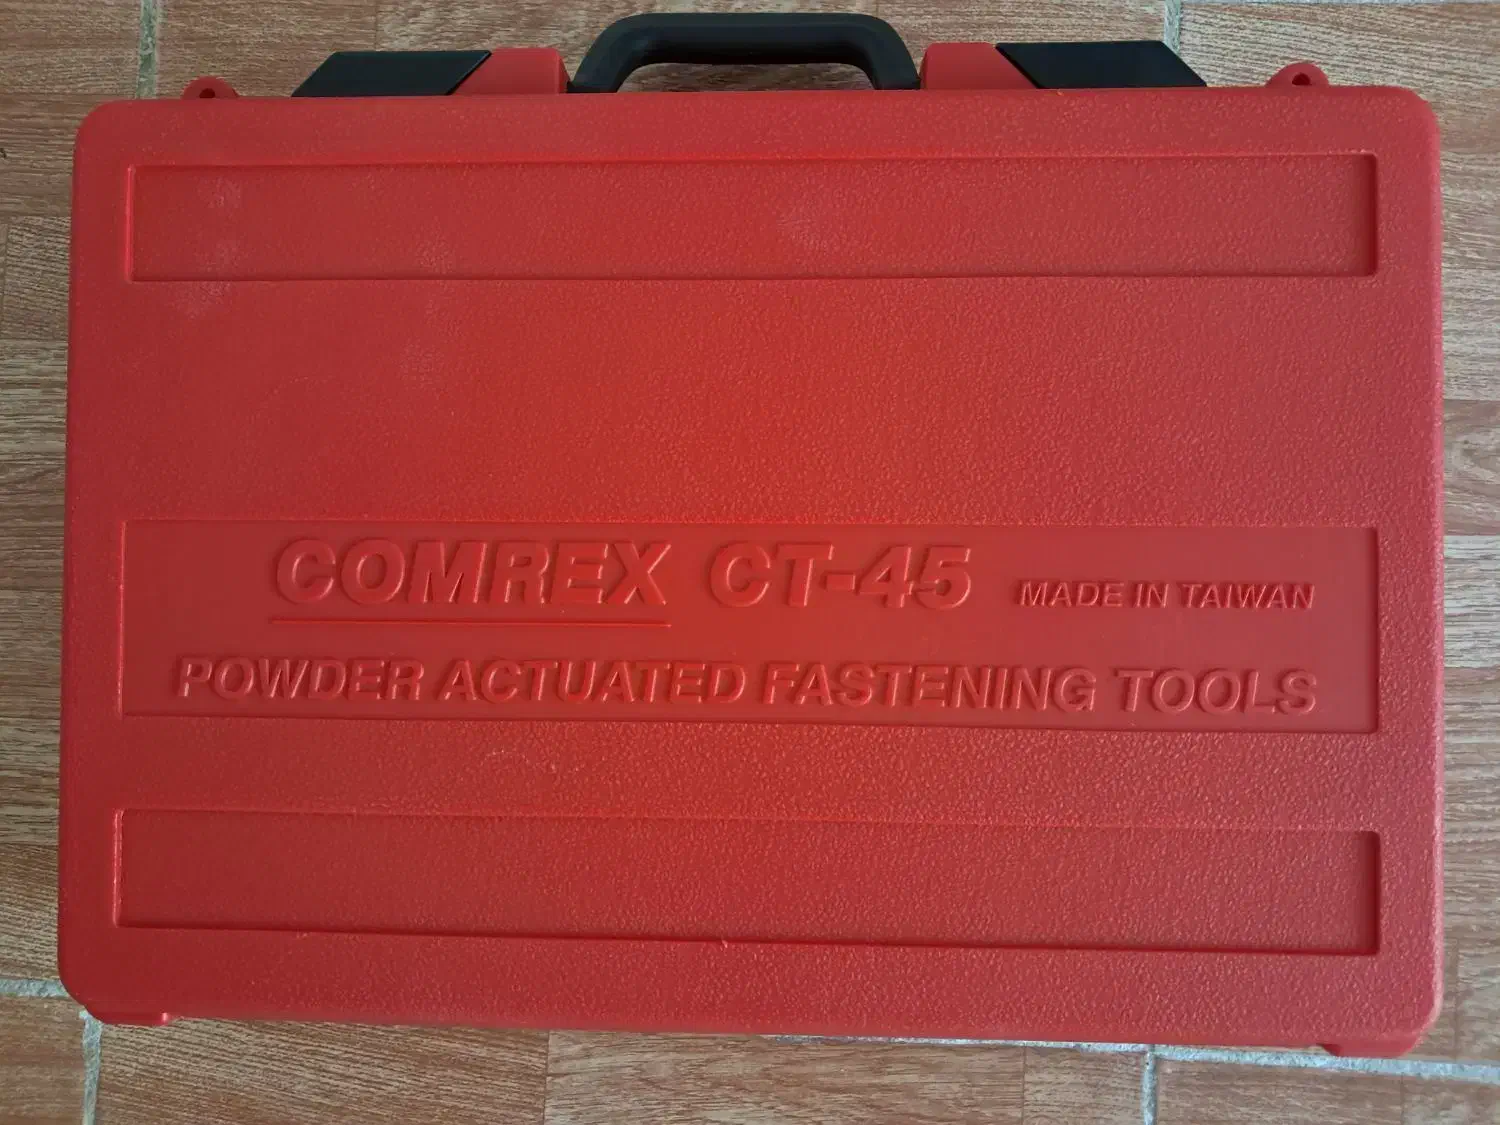 COMREX CT-45 MADE IN TAIWAN
POWDER ACTUATED FASTENING TOOLS